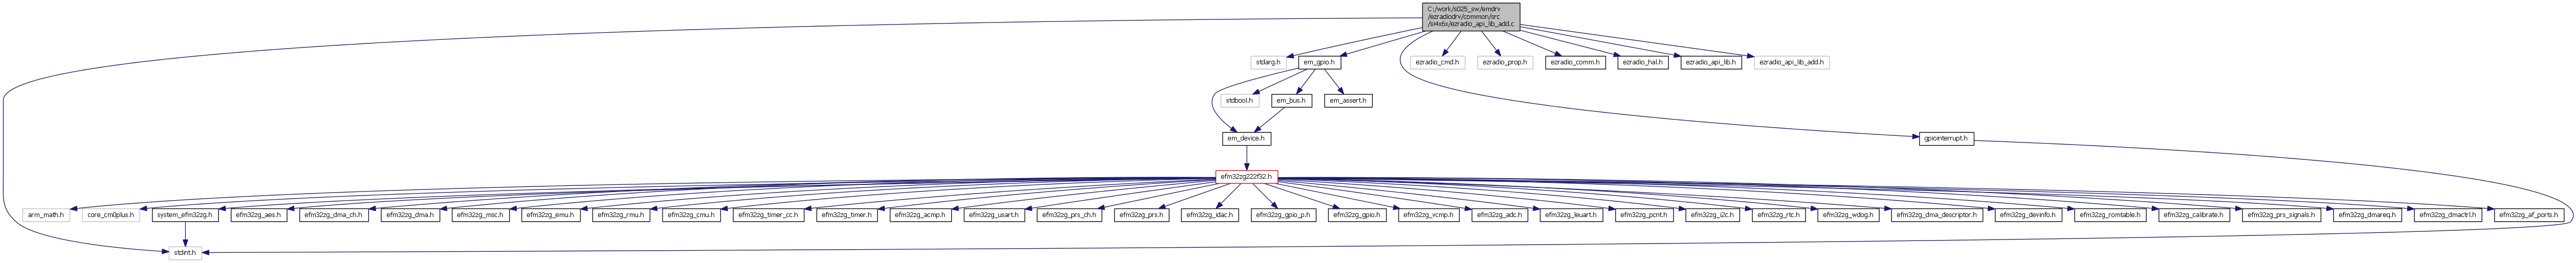 C:/work/s025_sw/emdrv
/ezradiodrv/common/src
/si4x6x/ezradio_api_lib_add.c
stdarg.h
em_gpio.h
ezradio_cmd.h
ezradio_prop.h
ezradio_comm.h
ezradio_hal.h
ezradio_api_lib.h
ezradio_api_lib_add.h
stdbool.h
em_bus.h
em_assert.h
em_device.h
gpiointerrupt.h
efm32zg222f32.h
arm_math.h
core_cm0plus.h
system_efm32zg.h
efm32zg_aes.h
efm32zg_dma_ch.h
efm32zg_dma.h
efm32zg_msc.h
efm32zg_emu.h
efm32zg_rmu.h
efm32zg_cmu.h
efm32zg_timer_cc.h
efm32zg_timer.h
efm32zg_acmp.h
efm32zg_usart.h
efm32zg_prs_ch.h
efm32zg_prs.h
efm32zg_idac.h
efm32zg_gpio_p.h
efm32zg_gpio.h
efm32zg_vcmp.h
efm32zg_adc.h
efm32zg_leuart.h
efm32zg_pcnt.h
efm32zg_i2c.h
efm32zg_rtc.h
efm32zg_wdog.h
efm32zg_dma_descriptor.h
efm32zg_devinfo.h
efm32zg_romtable.h
efm32zg_calibrate.h
efm32zg_prs_signals.h
efm32zg_dmareq.h
efm32zg_dmactrl.h
efm32zg_af_ports.h
stdint.h